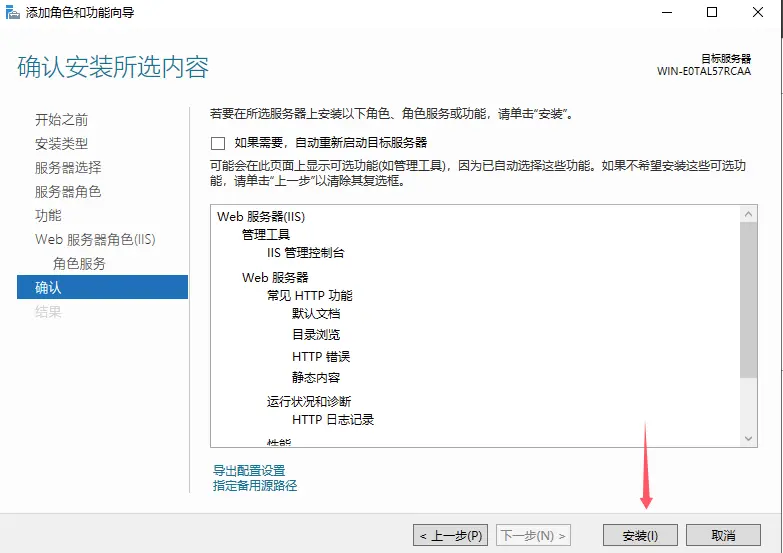 添加角色和功能向导
确认安装所选内容
目标服务器
WIN-E0TAL57RCAA
开始之前
安装类型
服务器选择
服务器角色
功能
Web 服务器角色(IIS)
角色服务
确认
结果
若要在所选服务器上安装以下角色、角色服务或功能，请单击“安装”。
如果需要，自动重新启动目标服务器
可能会在此页面上显示可选功能(如管理工具)，因为已自动选择这些功能。如果不希望安装这些可选功
能，请单击“上一步”以清除其复选框。
Web 服务器(IIS)
管理工具
IIS 管理控制台
Web 服务器
常见 HTTP 功能
默认文档
目录浏览
HTTP 错误
静态内容
运行状况和诊断
HTTP 日志记录
性能
导出配置设置
指定备用源路径
< 上一步(P)
下一步(N) >
安装(I)
取消